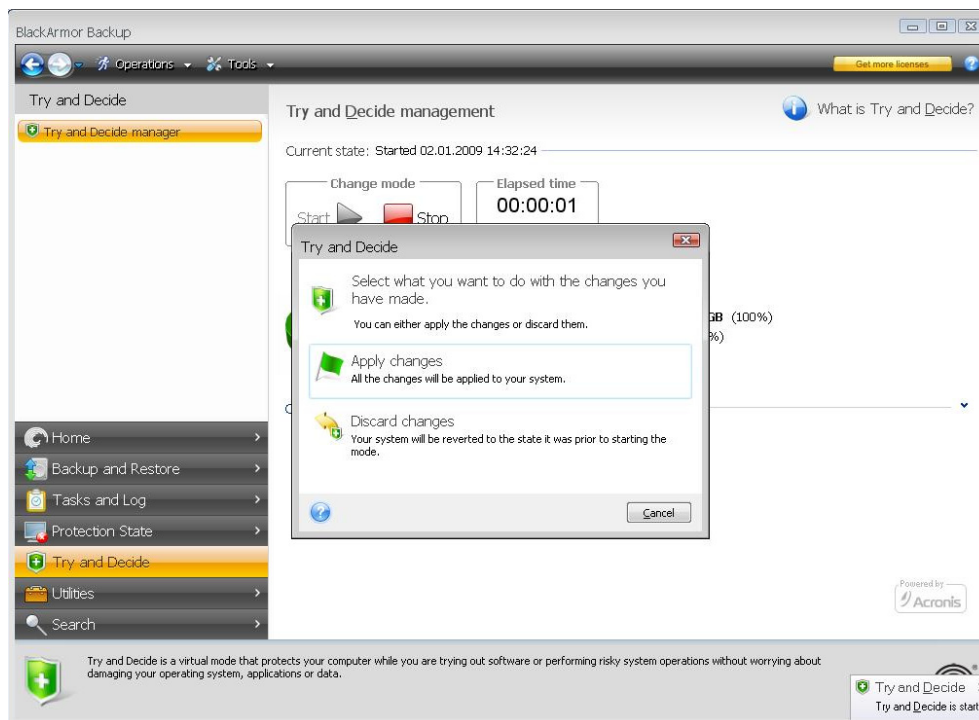 BlackArmor Backup
Operations
Tools
Get more licenses
Try and Decide
Try and Decide manager
Try and Decide management
What is Try and Decide?
Current state: Started 02.01.2009 14:32:24
Change mode
Start
Stop
Elapsed time
00:00:01
Try and Decide
Select what you want to do with the changes you
have made.
You can either apply the changes or discard them.
Apply changes
All the changes will be applied to your system.
Discard changes
Your system will be reverted to the state it was prior to starting the
mode.
Cancel
GB (100%)
%)
Home
Backup and Restore
Tasks and Log
Protection State
Try and Decide
Utilities
Search
Powered by
Acronis
Try and Decide is a virtual mode that protects your computer while you are trying out software or performing risky system operations without worrying about
damaging your operating system, applications or data.
Try and Decide
Try and Decide is star